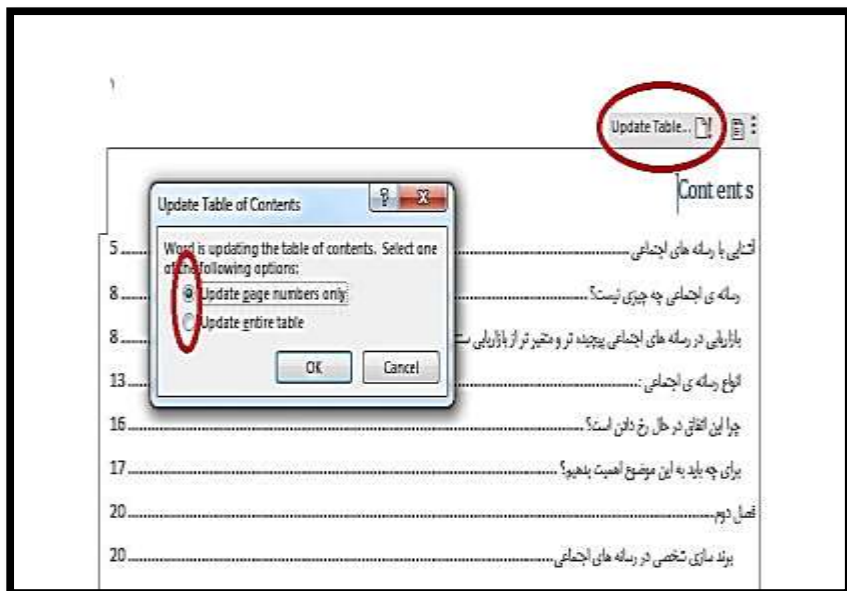 ۱
Update Table...
Contents
Update Table of Contents
Word is updating the table of contents. Select one
of the following options:
Update page numbers only
Update entire table
OK Cancel
آشنایی با رسانه های اجتماعی 5
رسانه ی اجتماعی چه چیزی نیست؟ 8
بازاریابی در رسانه های اجتماعی پیچیده تر و متغیر تر از بازاریابی 8
انواع رسانه ی اجتماعی : 13
چرا این اتفاق در حال رخ دادن است؟ 16
برای چه باید به این موضوع اهمیت بدهیم؟ 17
فصل دوم 20
برند سازی شخصی در رسانه های اجتماعی 20